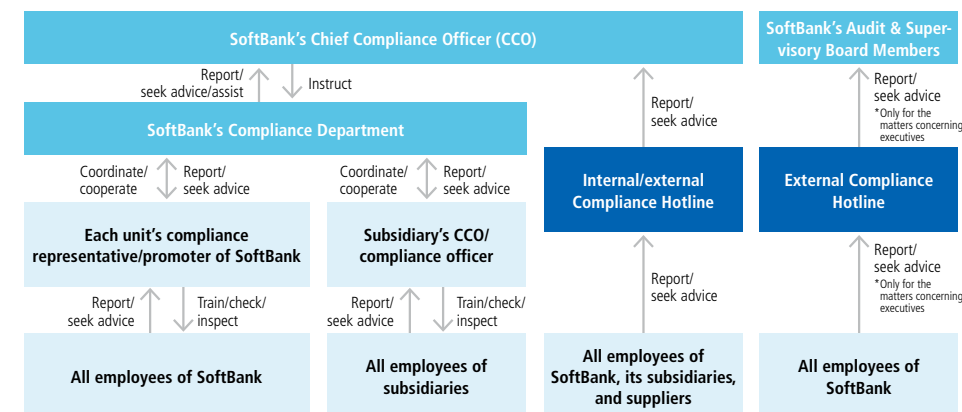 SoftBank's Chief Compliance Officer (CCO)
SoftBank's Audit & Super-
visory Board Members
Report/
seek advice/assist
Instruct
Report/
seek advice
Report/
seek advice
*Only for the
matters concerning
executives
SoftBank's Compliance Department
Coordinate/
cooperate
Report/
seek advice
Coordinate/
cooperate
Report/
seek advice
Internal/external
Compliance Hotline
External Compliance
Hotline
Each unit's compliance
representative/promoter of SoftBank
Subsidiary's CCO/
compliance officer
Report/
seek advice
Train/check/
inspect
Report/
seek advice
Train/check/
inspect
Report/
seek advice
Report/
seek advice
*Only for the
matters concerning
executives
All employees of SoftBank
All employees of
subsidiaries
All employees of
SoftBank, its subsidiaries,
and suppliers
All employees of
SoftBank